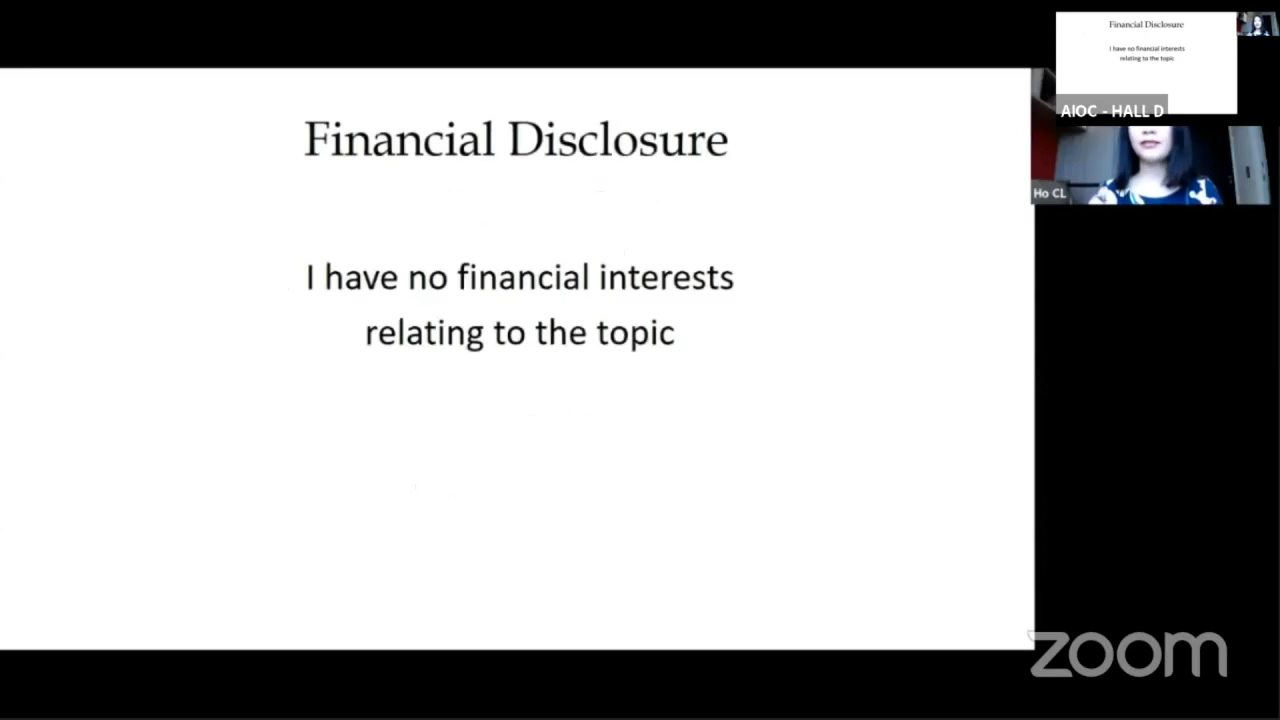 Financial Disclosure
I have no financial interests
relating to the topic
Financial Disclosure
I have no financial interests
relating to the topic
AIOC - HALL D
Ho CL
zoom